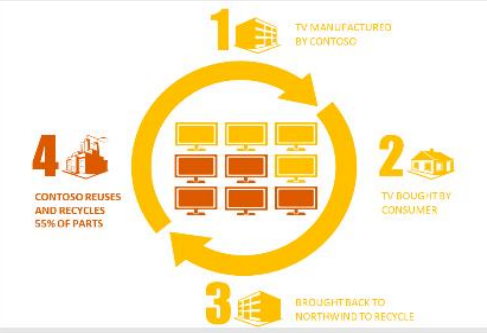 1
TV MANUFACTURED
BY CONTOSO
2
TV BOUGHT BY
CONSUMER
3
BROUGHT BACK TO
NORTHWIND TO RECYCLE
4
CONTOSO REUSES
AND RECYCLES
55% OF PARTS